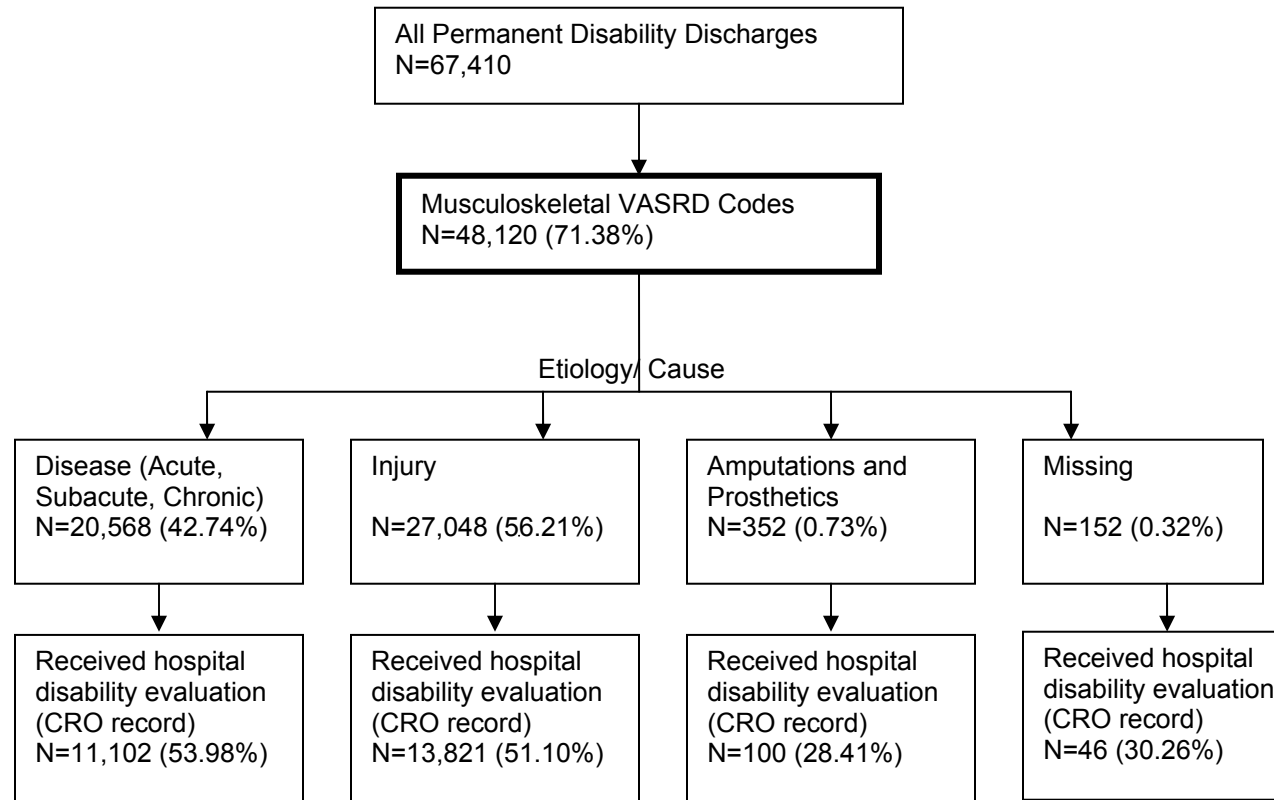 All Permanent Disability Discharges
N=67,410
Musculoskeletal VASRD Codes
N=48,120 (71.38%)
Etiology/ Cause
Disease (Acute,
Subacute, Chronic)
N=20,568 (42.74%)
Injury
N=27,048 (56.21%)
Amputations and
Prosthetics
N=352 (0.73%)
Missing
N=152 (0.32%)
Received hospital
disability evaluation
(CRO record)
N=11,102 (53.98%)
Received hospital
disability evaluation
(CRO record)
N=13,821 (51.10%)
Received hospital
disability evaluation
(CRO record)
N=100 (28.41%)
Received hospital
disability evaluation
(CRO record)
N=46 (30.26%)